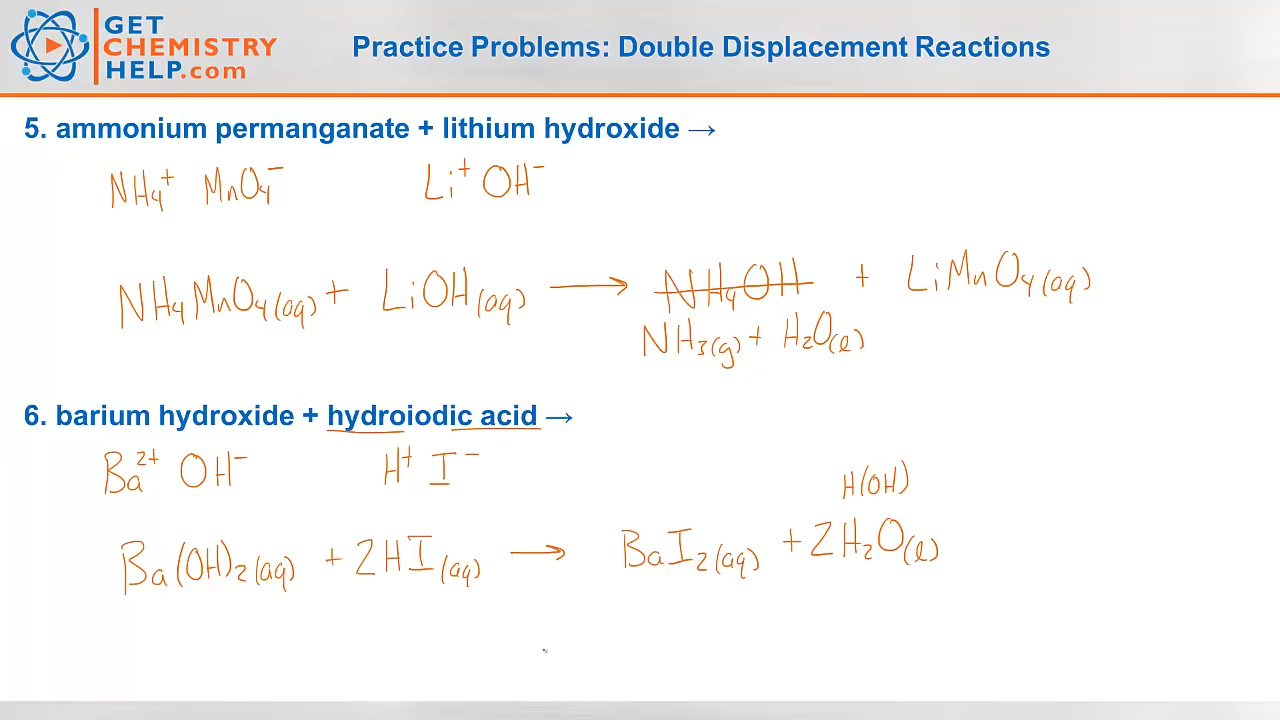 GET
CHEMISTRY
HELP.com
Practice Problems: Double Displacement Reactions
5. ammonium permanganate + lithium hydroxide →
NH₄⁺ MnO₄⁻ Li⁺ OH⁻
NH₄MnO₄(aq) + LiOH(aq) ⟶ NH₄OH + LiMnO₄(aq)
NH₃(g) + H₂O(l)
6. barium hydroxide + hydroiodic acid →
Ba²⁺ OH⁻ H⁺ I⁻
H(OH)
Ba(OH)₂(aq) + 2HI(aq) ⟶ BaI₂(aq) + 2H₂O(l)